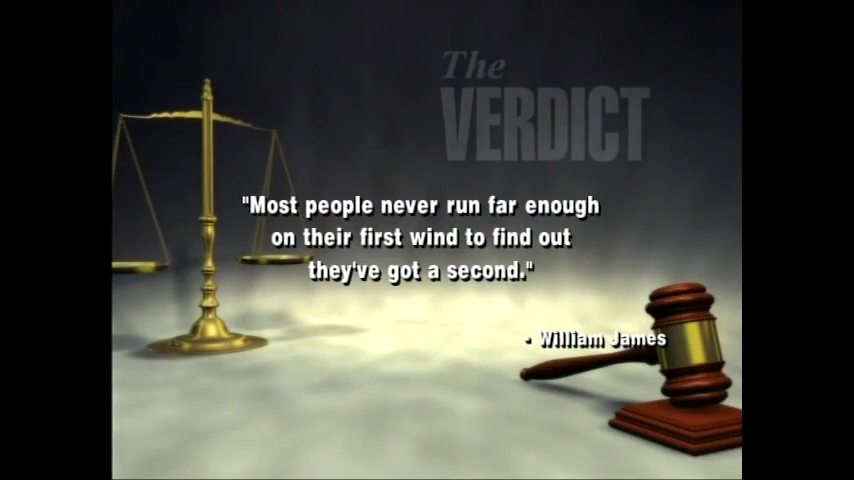 The
VERDICT
"Most people never run far enough
on their first wind to find out
they've got a second."
- William James